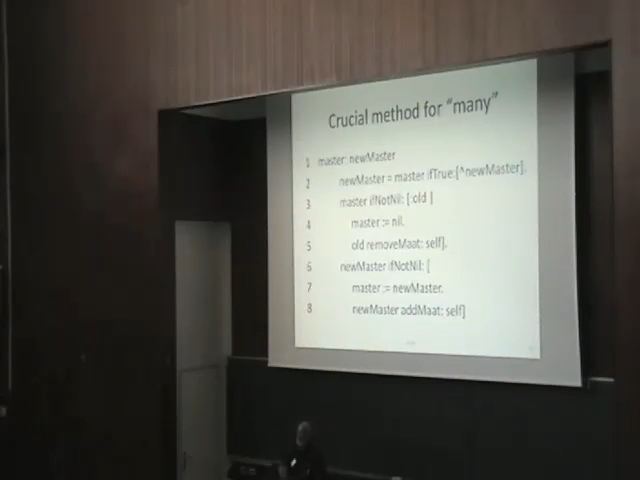 Crucial method for "many"
1 master: newMaster
2 newMaster = master ifTrue:[^newMaster].
3 master ifNotNil: [:old |
4 master := nil.
5 old removeMaat: self].
6 newMaster ifNotNil: [
7 master := newMaster.
8 newMaster addMaat: self]